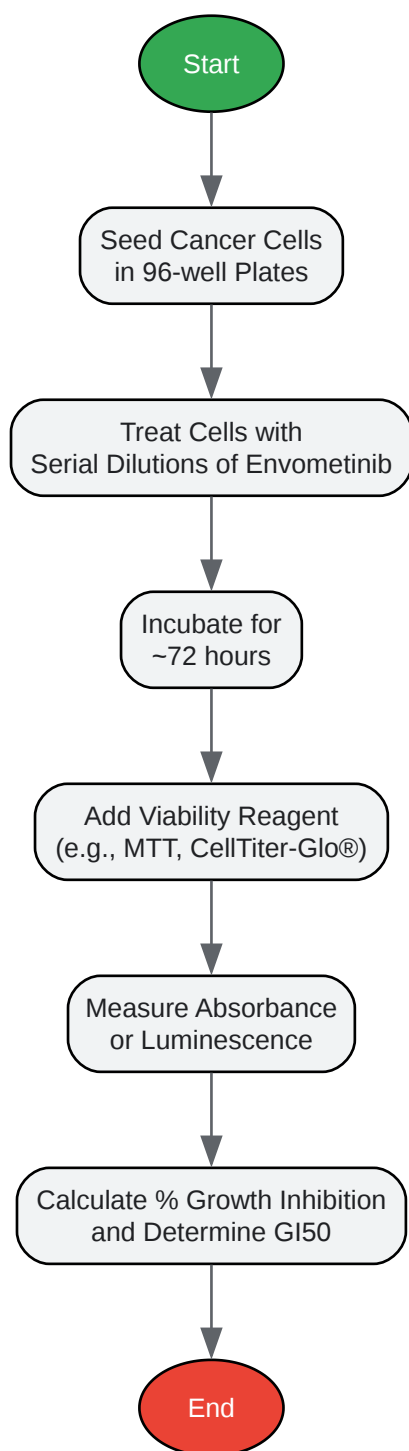 Start
Seed Cancer Cells
in 96-well Plates
Treat Cells with
Serial Dilutions of Envometinib
Incubate for
~72 hours
Add Viability Reagent
(e.g., MTT, CellTiter-Glo®)
Measure Absorbance
or Luminescence
Calculate % Growth Inhibition
and Determine GI50
End